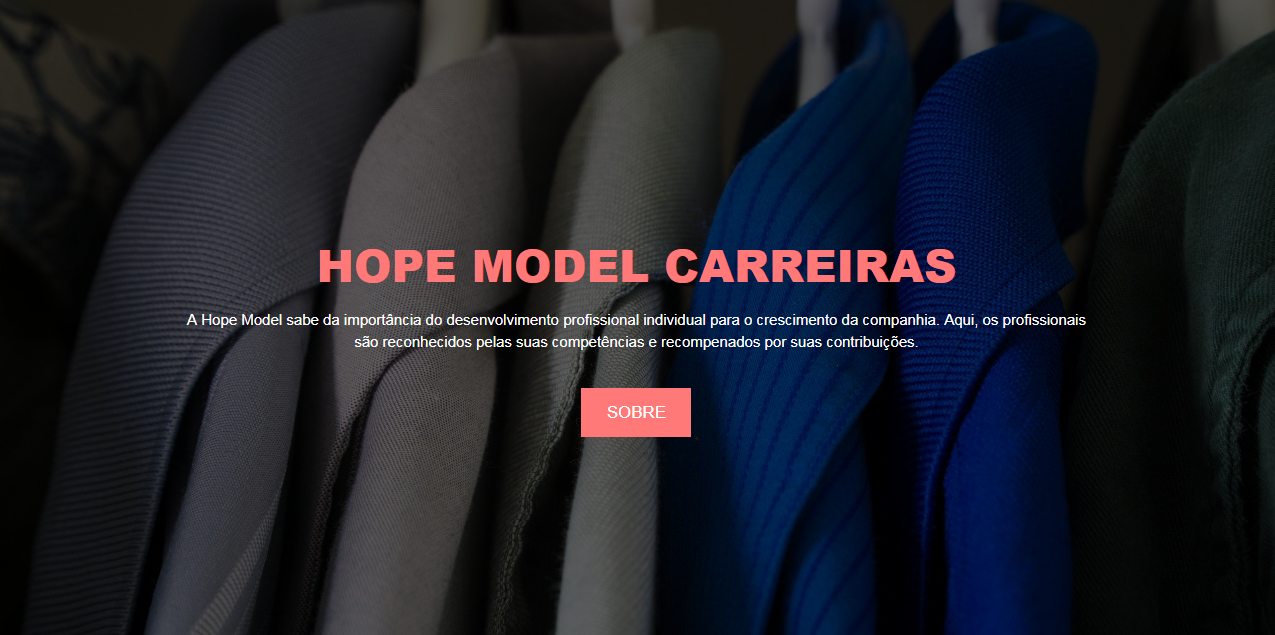 HOPE MODEL CARREIRAS
A Hope Model sabe da importância do desenvolvimento profissional individual para o crescimento da companhia. Aqui, os profissionais
são reconhecidos pelas suas competências e recompenados por suas contribuições.
SOBRE